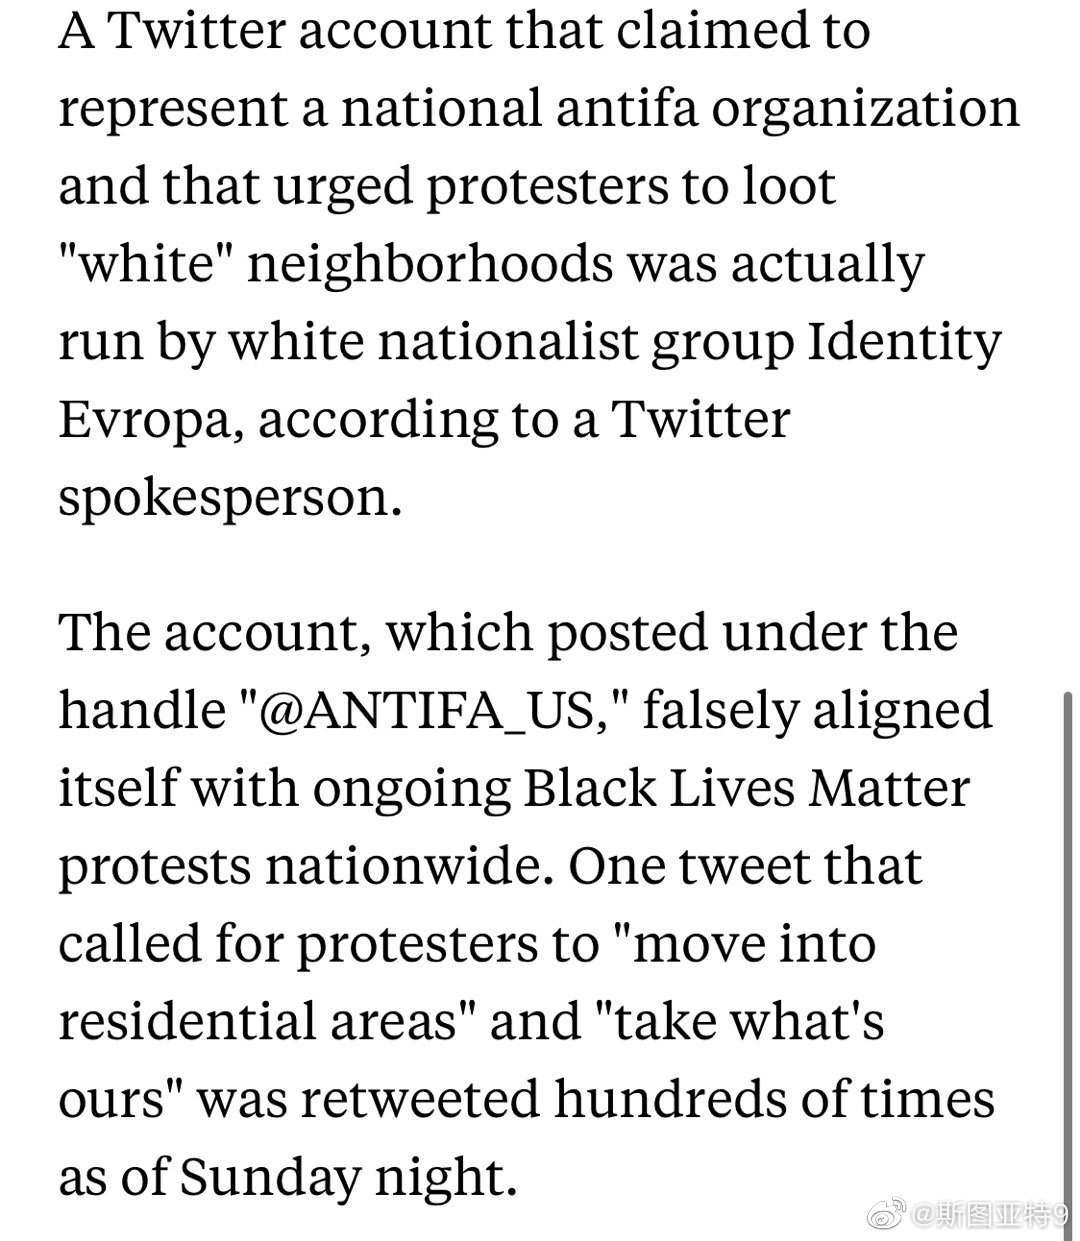 A Twitter account that claimed to
represent a national antifa organization
and that urged protesters to loot
"white" neighborhoods was actually
run by white nationalist group Identity
Evropa, according to a Twitter
spokesperson.
The account, which posted under the
handle "@ANTIFA_US," falsely aligned
itself with ongoing Black Lives Matter
protests nationwide. One tweet that
called for protesters to "move into
residential areas" and "take what's
ours" was retweeted hundreds of times
as of Sunday night.
@斯图亚特9